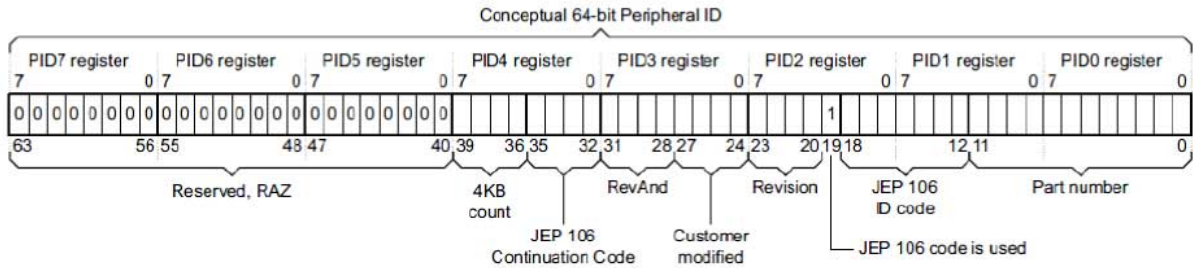 Conceptual 64-bit Peripheral ID
PID7 register PID6 register PID5 register PID4 register PID3 register PID2 register PID1 register PID0 register
7 0 7 0 7 0 7 0 7 0 7 0 7 0 7 0
0 0 0 0 0 0 0 0 0 0 0 0 0 0 0 0 0 0 0 0 0 0 0 0 1
63 56 55 48 47 40 39 36 35 32 31 28 27 24 23 20 19 18 12 11 0
Reserved, RAZ 4KB RevAnd Revision JEP 106 Part number
count ID code
JEP 106 Customer JEP 106 code is used
Continuation Code modified